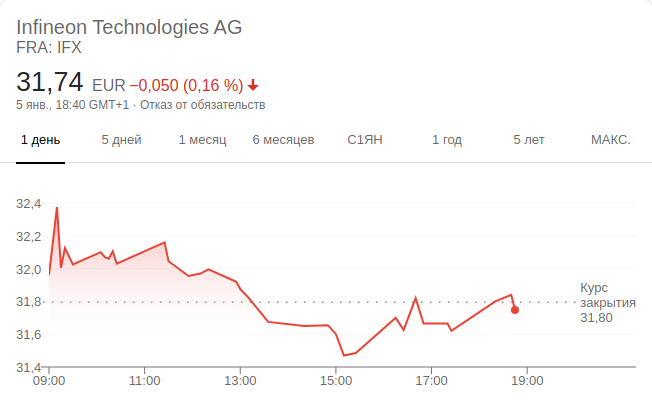 Infineon Technologies AG
FRA: IFX
31,74 EUR −0,050 (0,16 %)
5 янв., 18:40 GMT+1 · Отказ от обязательств
1 день 5 дней 1 месяц 6 месяцев С1ЯН 1 год 5 лет МАКС.
32,4
32,2
32,0
31,8
31,6
31,4
Курс
закрытия
31,80
09:00 11:00 13:00 15:00 17:00 19:00